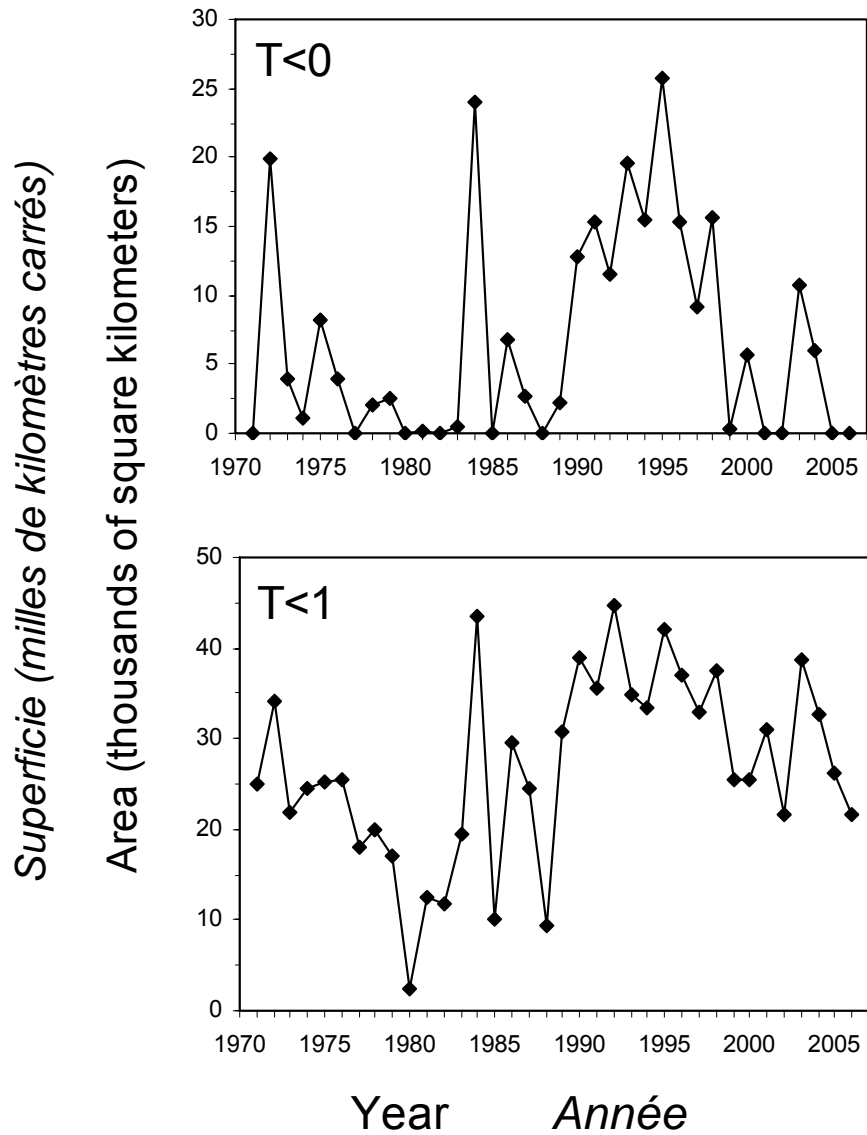 Superficie (milles de kilomètres carrés)
Area (thousands of square kilometers)
T<0
30
25
20
15
10
5
0
1970 1975 1980 1985 1990 1995 2000 2005
T<1
50
40
30
20
10
0
1970 1975 1980 1985 1990 1995 2000 2005
Year Année